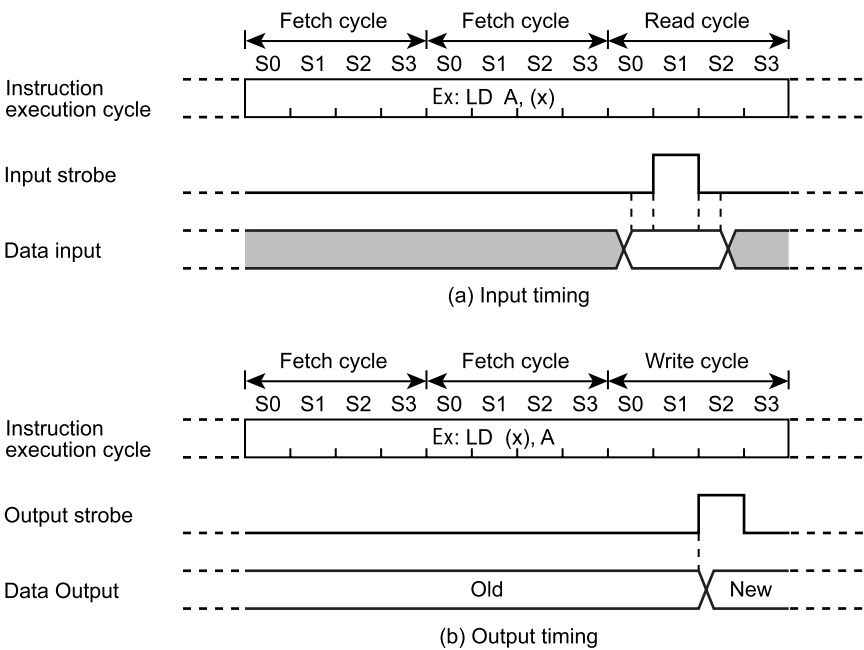 Fetch cycle Fetch cycle Read cycle
S0 S1 S2 S3 S0 S1 S2 S3 S0 S1 S2 S3
Instruction
execution cycle
Ex: LD A, (x)
Input strobe
Data input
(a) Input timing
Fetch cycle Fetch cycle Write cycle
S0 S1 S2 S3 S0 S1 S2 S3 S0 S1 S2 S3
Instruction
execution cycle
Ex: LD (x), A
Output strobe
Data Output Old New
(b) Output timing